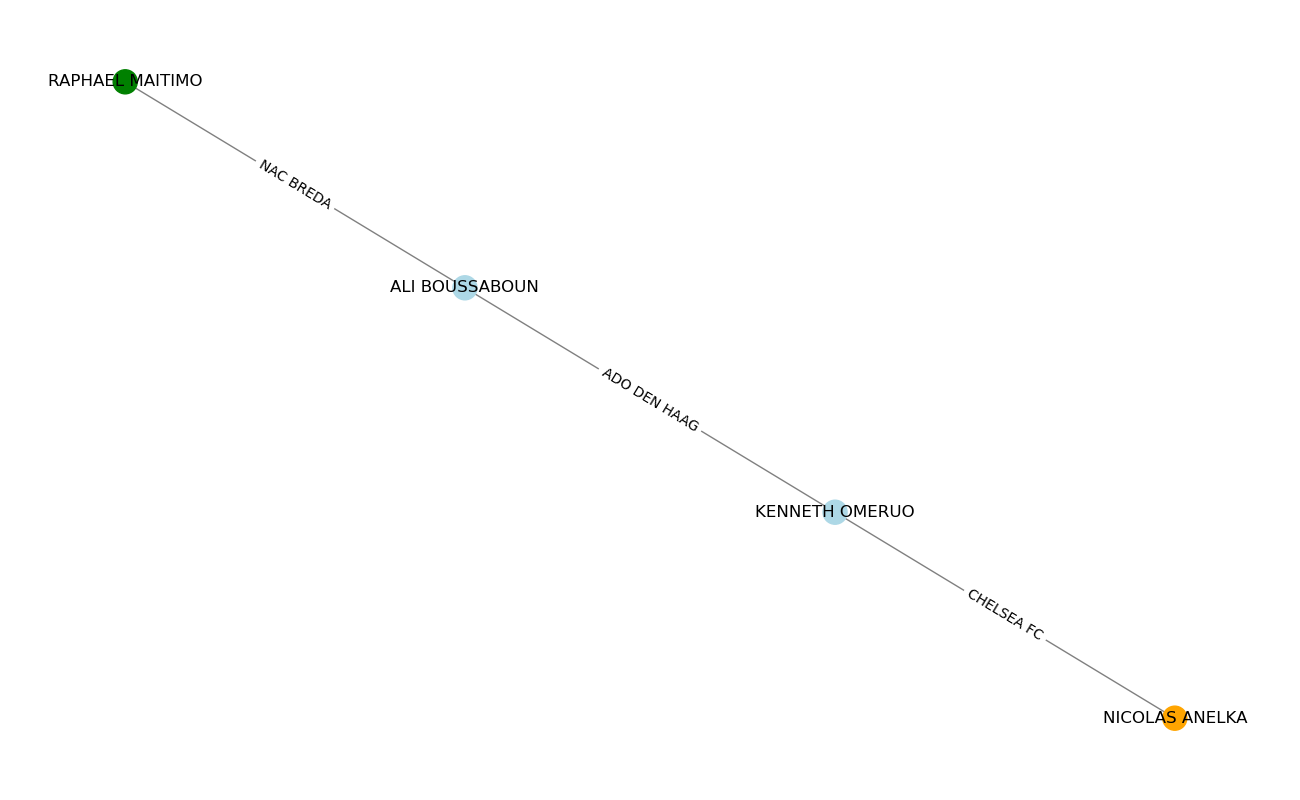 RAPHAEL MAITIMO
NAC BREDA
ALI BOUSSABOUN
ADO DEN HAAG
KENNETH OMERUO
CHELSEA FC
NICOLAS ANELKA